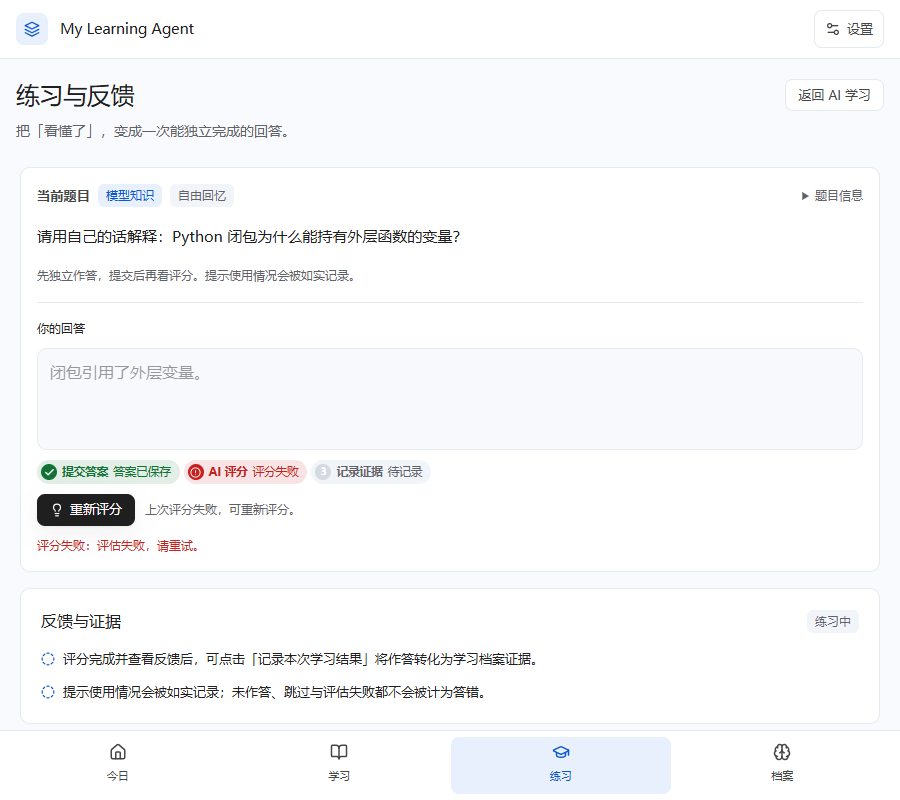 My Learning Agent
设置
练习与反馈
返回 AI 学习
把「看懂了」，变成一次能独立完成的回答。
当前题目 模型知识 自由回忆
题目信息
请用自己的话解释：Python 闭包为什么能持有外层函数的变量？
先独立作答，提交后再看评分。提示使用情况会被如实记录。
你的回答
闭包引用了外层变量。
提交答案 答案已保存 AI 评分 评分失败 3 记录证据 待记录
重新评分 上次评分失败，可重新评分。
评分失败：评估失败，请重试。
反馈与证据
练习中
评分完成并查看反馈后，可点击「记录本次学习结果」将作答转化为学习档案证据。
提示使用情况会被如实记录；未作答、跳过与评估失败都不会被计为答错。
今日 学习 练习 档案